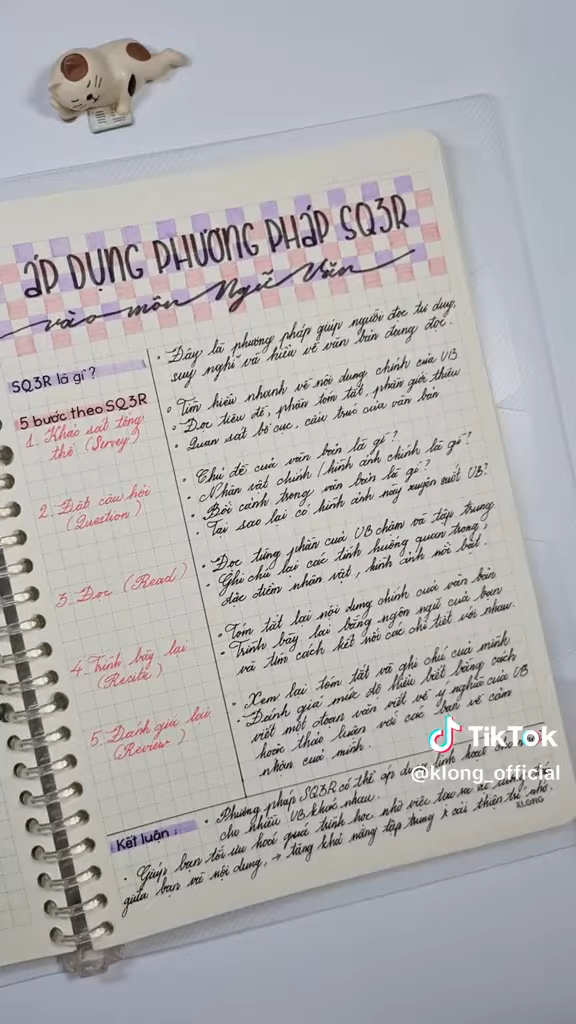 ÁP DỤNG PHƯƠNG PHÁP SQ3R
vào môn Ngữ Văn
SQ3R là gì?
• Đây là phương pháp giúp người đọc tư duy,
suy nghĩ và hiểu về văn bản đang đọc.
5 bước theo SQ3R
1. Khảo sát tổng
thể (Servey)
• Tìm hiểu nhanh về nội dung chính của VB
• Đọc tiêu đề, phần tóm tắt, phần giới thiệu
• Quan sát bố cục, cấu trúc của văn bản
2. Đặt câu hỏi
(Question)
• Chủ đề của văn bản là gì?
• Nhân vật chính / hình ảnh chính là gì?
• Bối cảnh trong văn bản là gì?
• Tại sao lại có hình ảnh này xuyên suốt VB?
3. Đọc (Read)
• Đọc từng phần của VB chậm và tập trung
• Ghi chú lại các tình huống quan trọng,
đặc điểm nhân vật, hình ảnh nổi bật,
4. Trình bày lại
(Recite)
• Tóm tắt lại nội dung chính của văn bản
• Trình bày lại bằng ngôn ngữ của bạn
và tìm cách kết nối các chi tiết với nhau.
5. Đánh giá lại
(Review)
• Xem lại tóm tắt và ghi chú của mình
• Đánh giá mức độ hiểu biết bằng cách
viết một đoạn văn viết về ý nghĩa của VB
hoặc thảo luận với các bạn về cảm
nhận của mình.
Kết luận:
• Phương pháp SQ3R có thể áp dụng linh hoạt
cho nhiều VB khác nhau.
• Giúp bạn tối ưu hoá quá trình học nhờ việc tạo ra sự
giữa bạn và nội dung, → tăng khả năng tập trung & cải thiện trí nhớ.
KLONG
TikTok
@klong_official